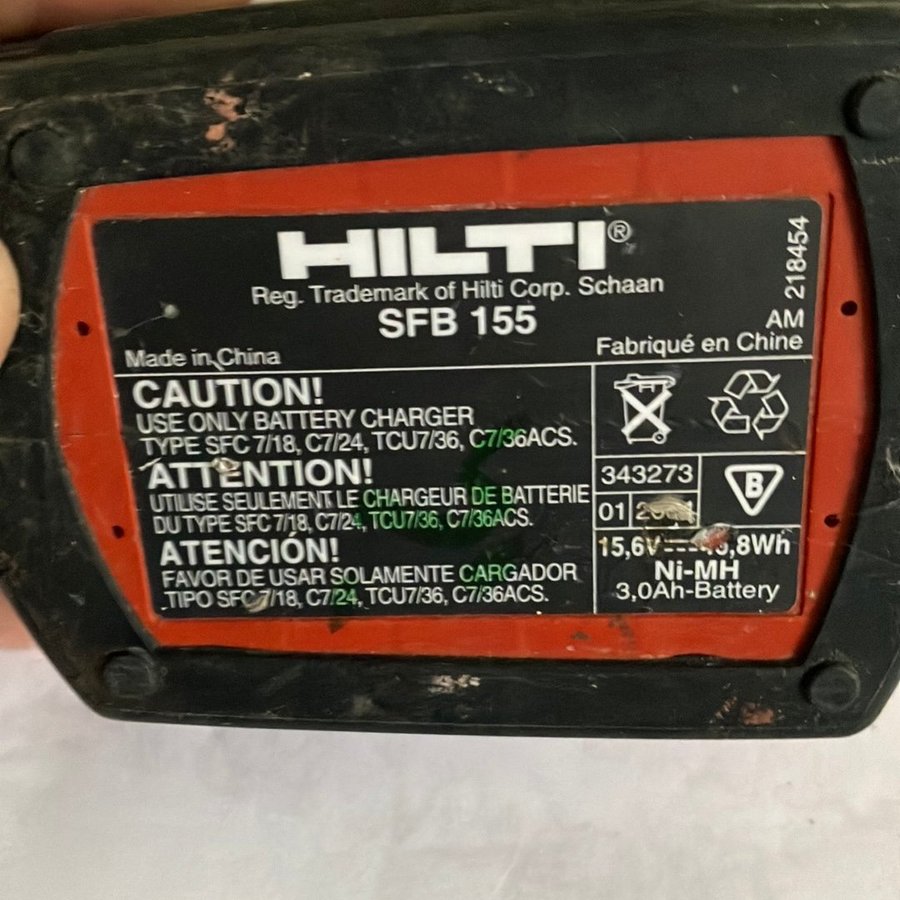 HILTI®
Reg. Trademark of Hilti Corp. Schaan
SFB 155
Made in China
AM 218454
Fabriqué en Chine
CAUTION!
USE ONLY BATTERY CHARGER
TYPE SFC 7/18, C7/24, TCU7/36, C7/36ACS.
ATTENTION!
UTILISE SEULEMENT LE CHARGEUR DE BATTERIE
DU TYPE SFC 7/18, C7/24, TCU7/36, C7/36ACS.
ATENCIÓN!
FAVOR DE USAR SOLAMENTE CARGADOR
TIPO SFC 7/18, C7/24, TCU7/36, C7/36ACS.
343273
B
01
15,6V
Ni-MH
3,0Ah-Battery